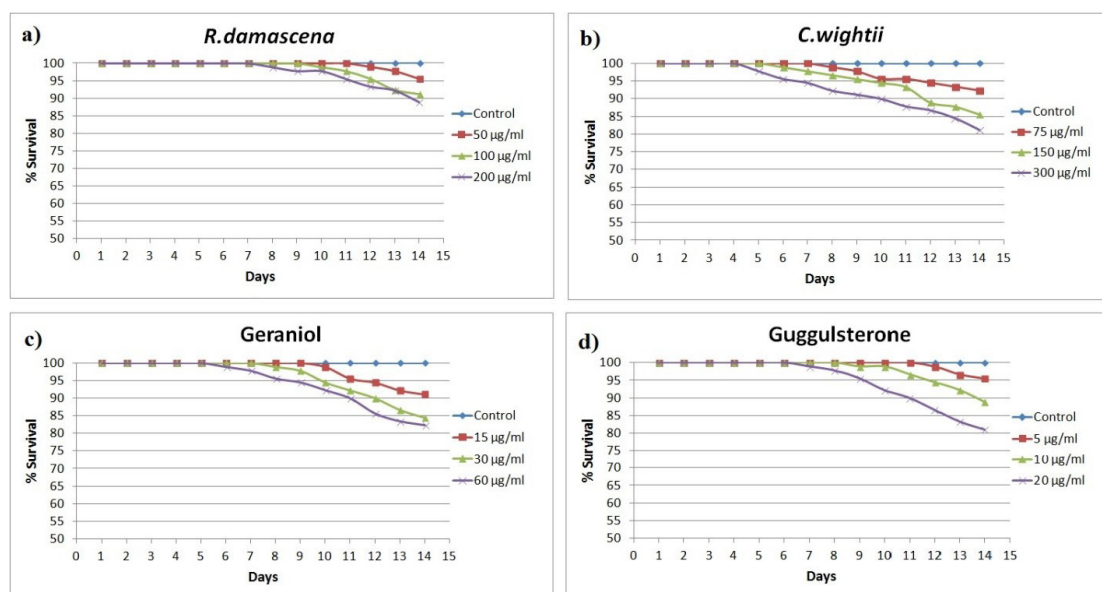 a)
R.damascena
100
95
90
85
80
75
70
65
60
55
50
% Survival
0 1 2 3 4 5 6 7 8 9 10 11 12 13 14 15
Days
Control
50 µg/ml
100 µg/ml
200 µg/ml
b)
C.wightii
100
95
90
85
80
75
70
65
60
55
50
% Survival
0 1 2 3 4 5 6 7 8 9 10 11 12 13 14 15
Days
Control
75 µg/ml
150 µg/ml
300 µg/ml
c)
Geraniol
100
95
90
85
80
75
70
65
60
55
50
% Survival
0 1 2 3 4 5 6 7 8 9 10 11 12 13 14 15
Days
Control
15 µg/ml
30 µg/ml
60 µg/ml
d)
Guggulsterone
100
95
90
85
80
75
70
65
60
55
50
% Survival
0 1 2 3 4 5 6 7 8 9 10 11 12 13 14 15
Days
Control
5 µg/ml
10 µg/ml
20 µg/ml